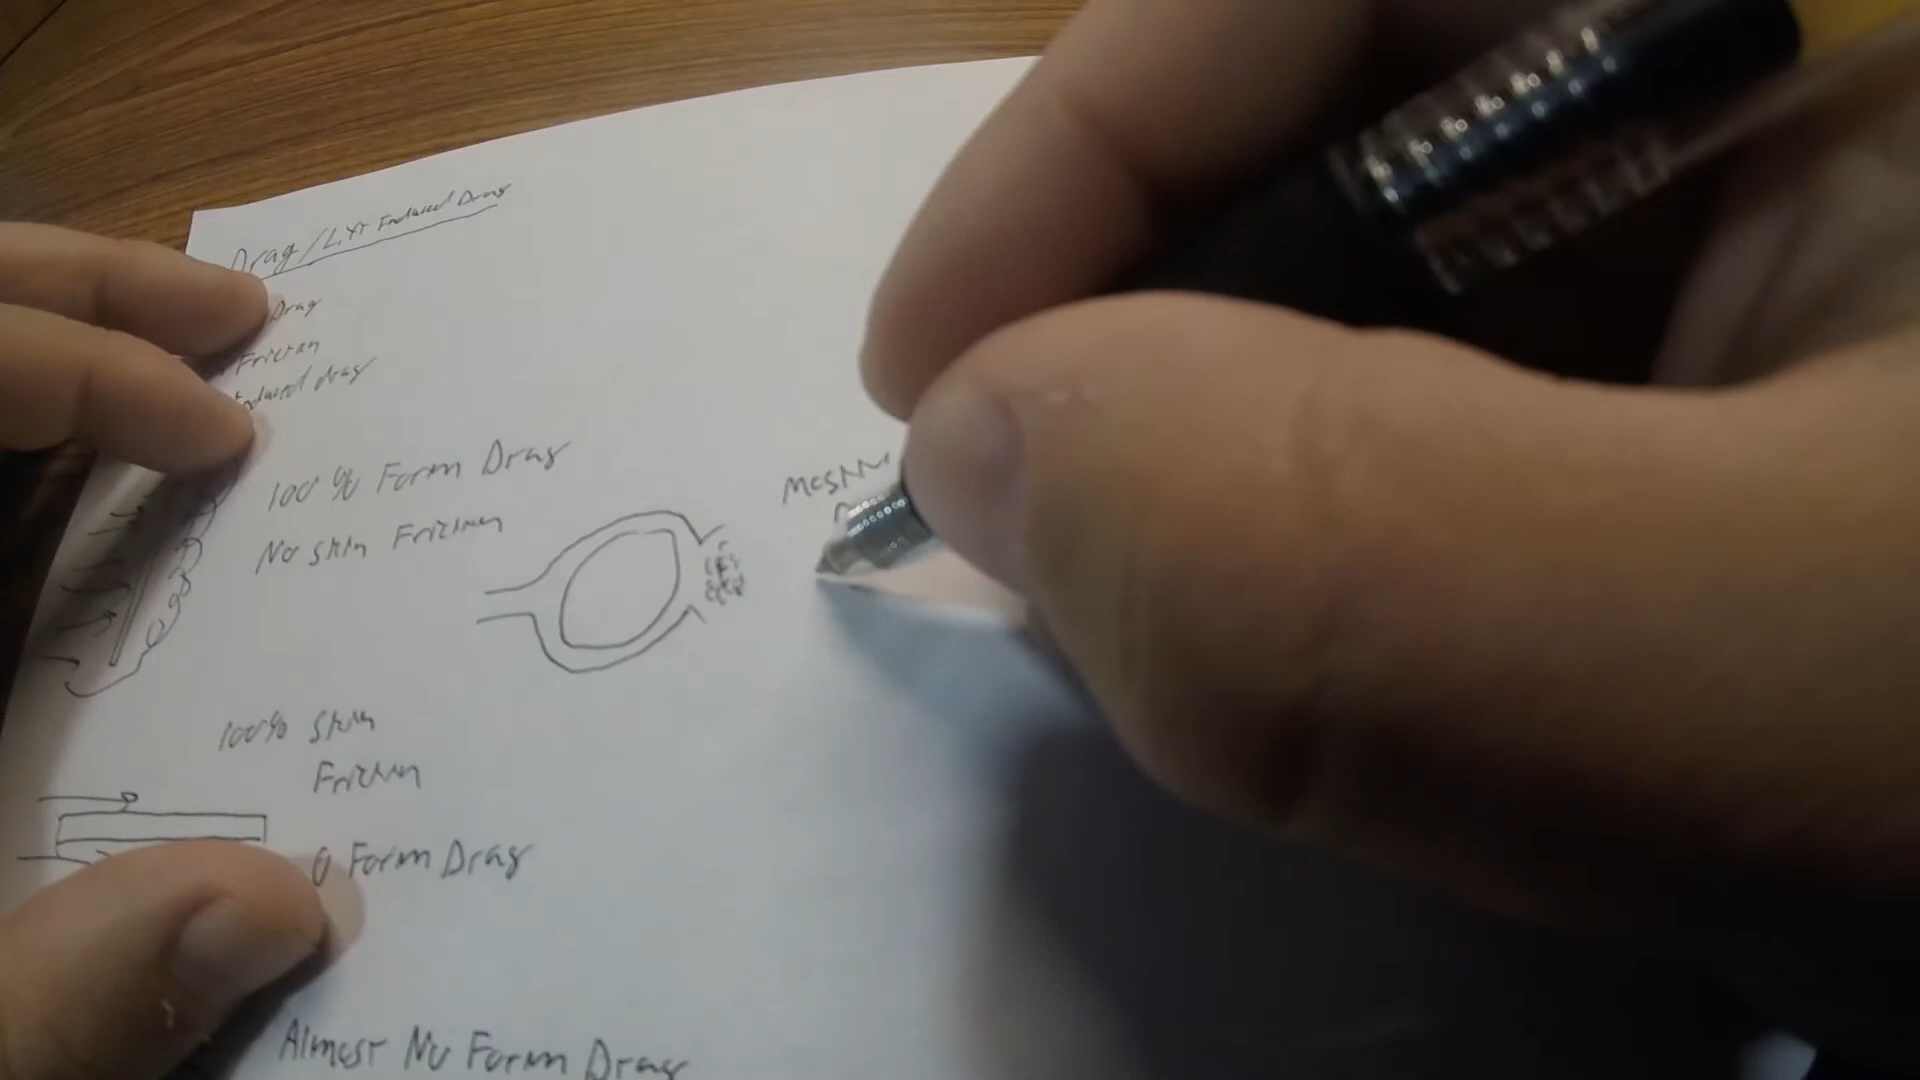 Drag/Lift Induced Drag
Drag
Friction
Induced drag
100% Form Drag
No skin Friction
100% Skin
Friction
0 Form Drag
Almost No Form Drag